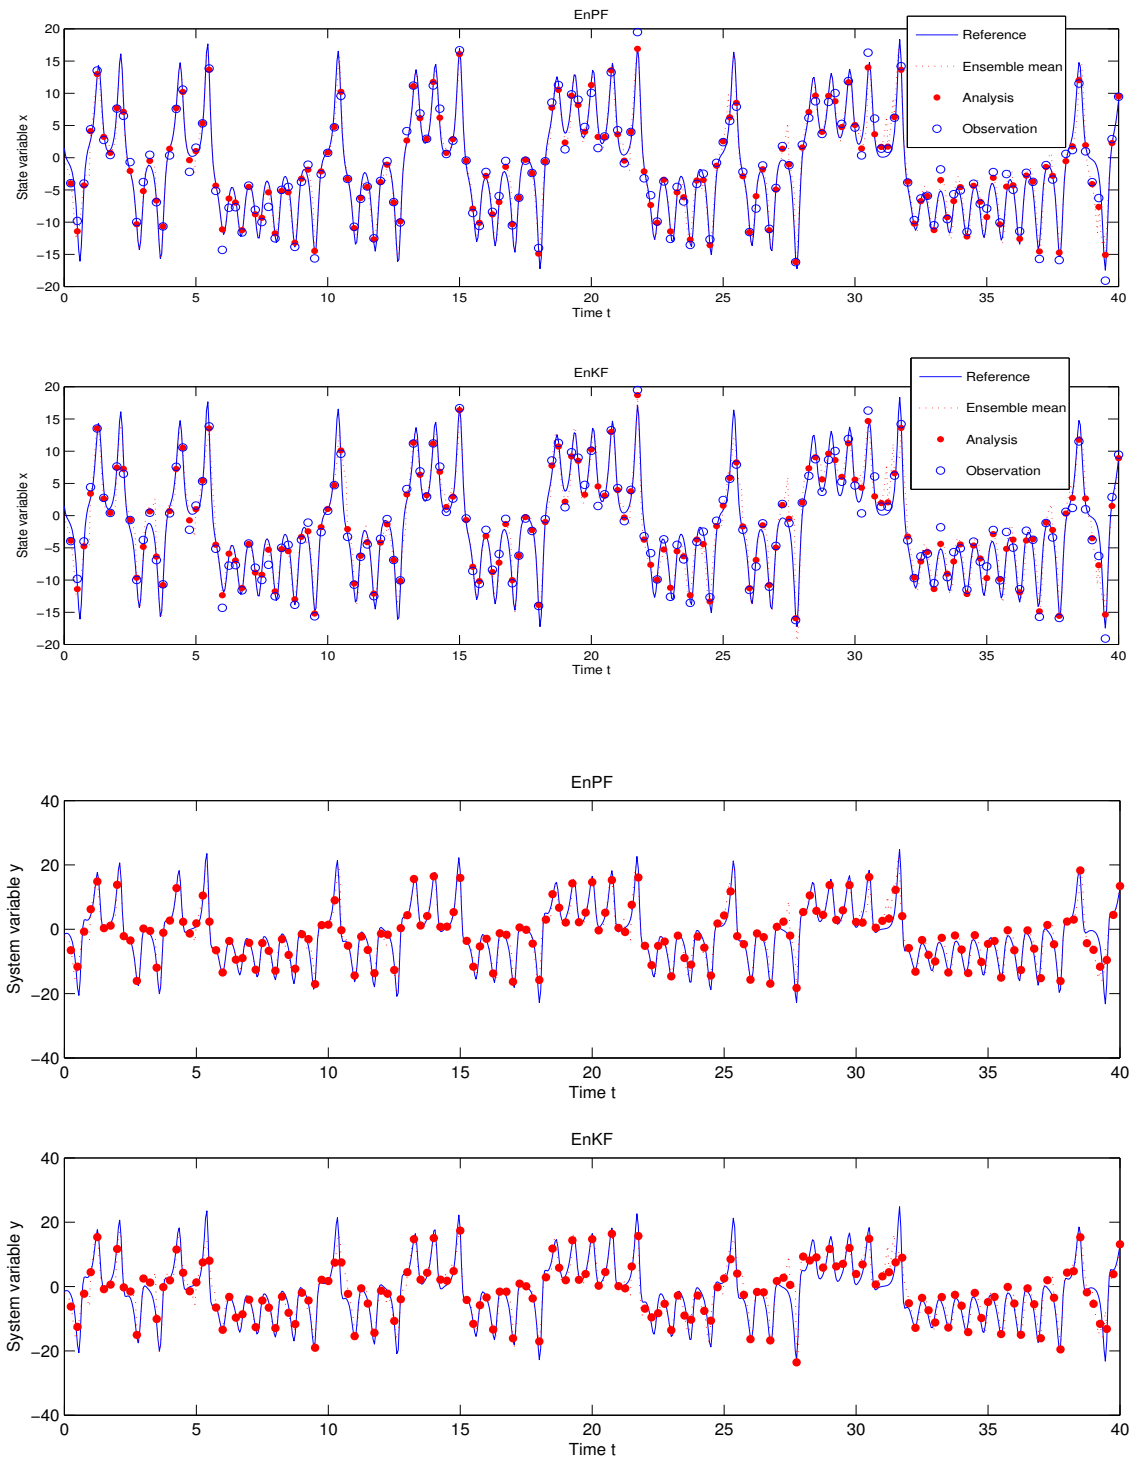 EnPF
20
15
10
5
0
−5
−10
−15
−20
State variable x
0 5 10 15 20 25 30 35 40
Time t
Reference
Ensemble mean
Analysis
Observation
EnKF
20
15
10
5
0
−5
−10
−15
−20
State variable x
0 5 10 15 20 25 30 35 40
Time t
Reference
Ensemble mean
Analysis
Observation
EnPF
40
20
0
−20
−40
System variable y
0 5 10 15 20 25 30 35 40
Time t
EnKF
40
20
0
−20
−40
System variable y
0 5 10 15 20 25 30 35 40
Time t